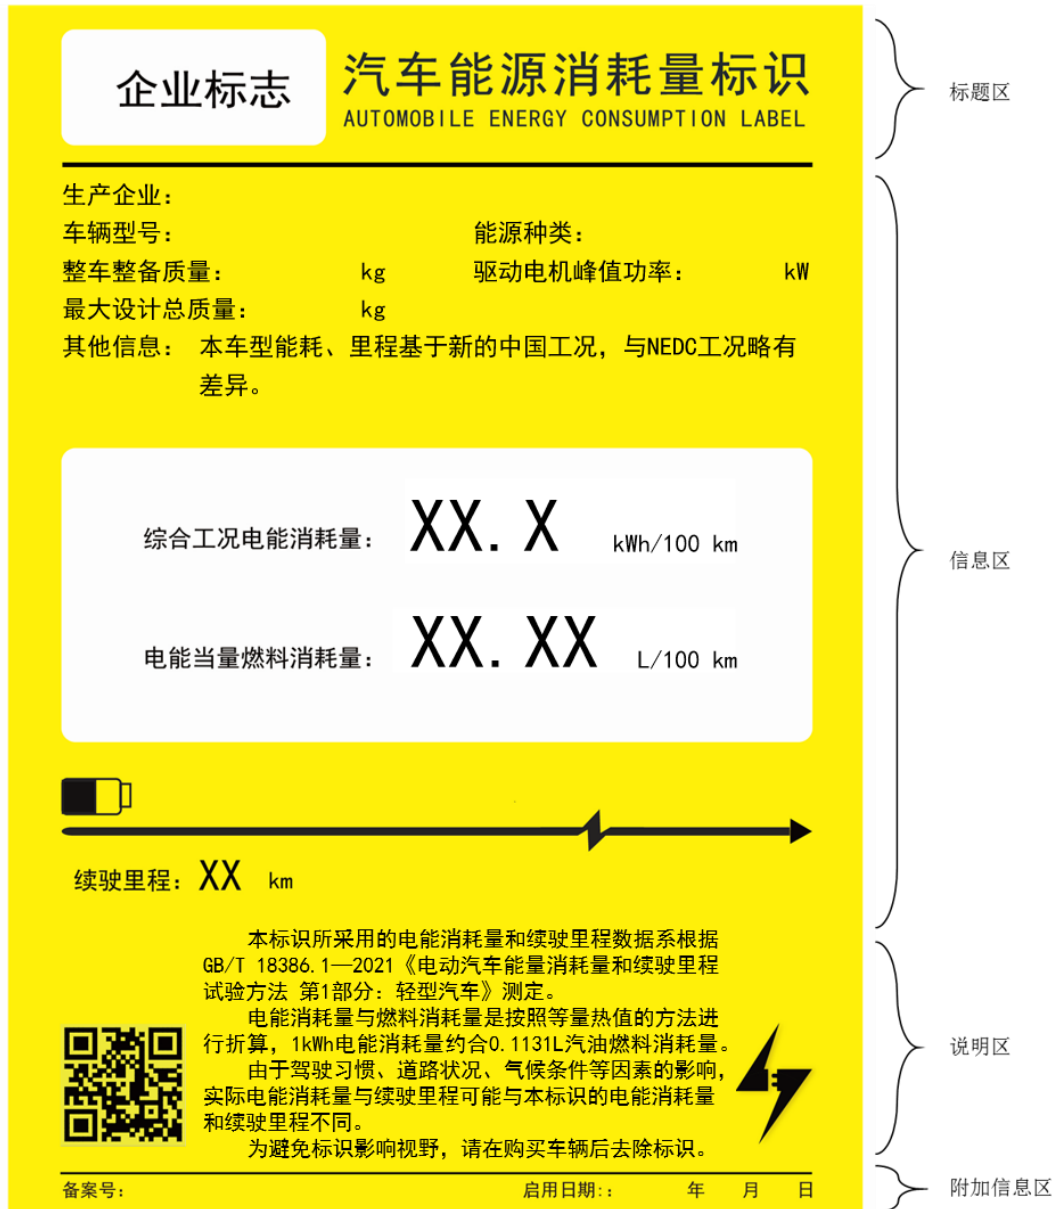 企业标志
汽车能源消耗量标识
AUTOMOBILE ENERGY CONSUMPTION LABEL
标题区
生产企业：
车辆型号： 能源种类：
整车整备质量： kg 驱动电机峰值功率： kW
最大设计总质量： kg
其他信息： 本车型能耗、里程基于新的中国工况，与NEDC工况略有
差异。
综合工况电能消耗量： XX.X kWh/100 km
信息区
电能当量燃料消耗量： XX.XX L/100 km
续驶里程：XX km
本标识所采用的电能消耗量和续驶里程数据系根据
GB/T 18386.1—2021《电动汽车能量消耗量和续驶里程
试验方法 第1部分：轻型汽车》测定。
电能消耗量与燃料消耗量是按照等量热值的方法进
行折算，1kWh电能消耗量约合0.1131L汽油燃料消耗量。
由于驾驶习惯、道路状况、气候条件等因素的影响，
实际电能消耗量与续驶里程可能与本标识的电能消耗量
和续驶里程不同。
为避免标识影响视野，请在购买车辆后去除标识。
说明区
备案号： 启用日期：： 年 月 日
附加信息区